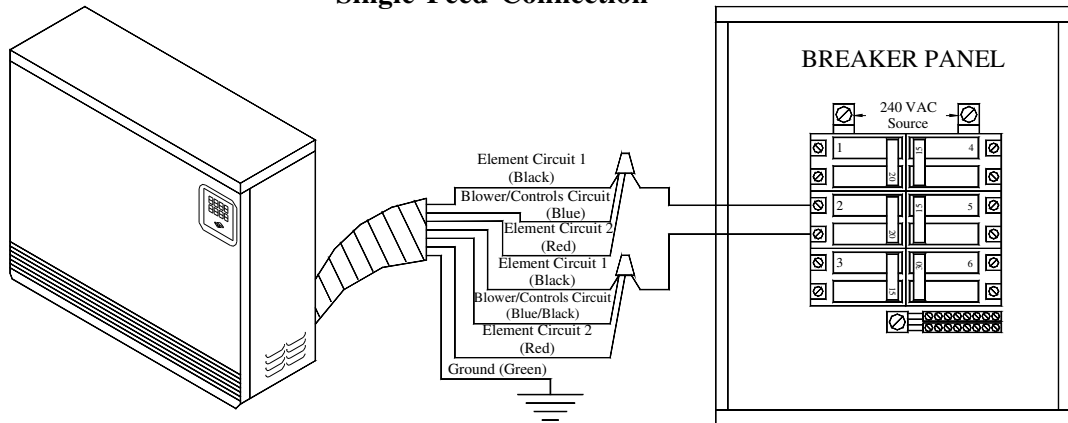 Single Feed Connection
BREAKER PANEL
240 VAC
Source
1
15
4
20
2
15
5
20
3
30
6
15
Element Circuit 1
(Black)
Blower/Controls Circuit
(Blue)
Element Circuit 2
(Red)
Element Circuit 1
(Black)
Blower/Controls Circuit
(Blue/Black)
Element Circuit 2
(Red)
Ground (Green)